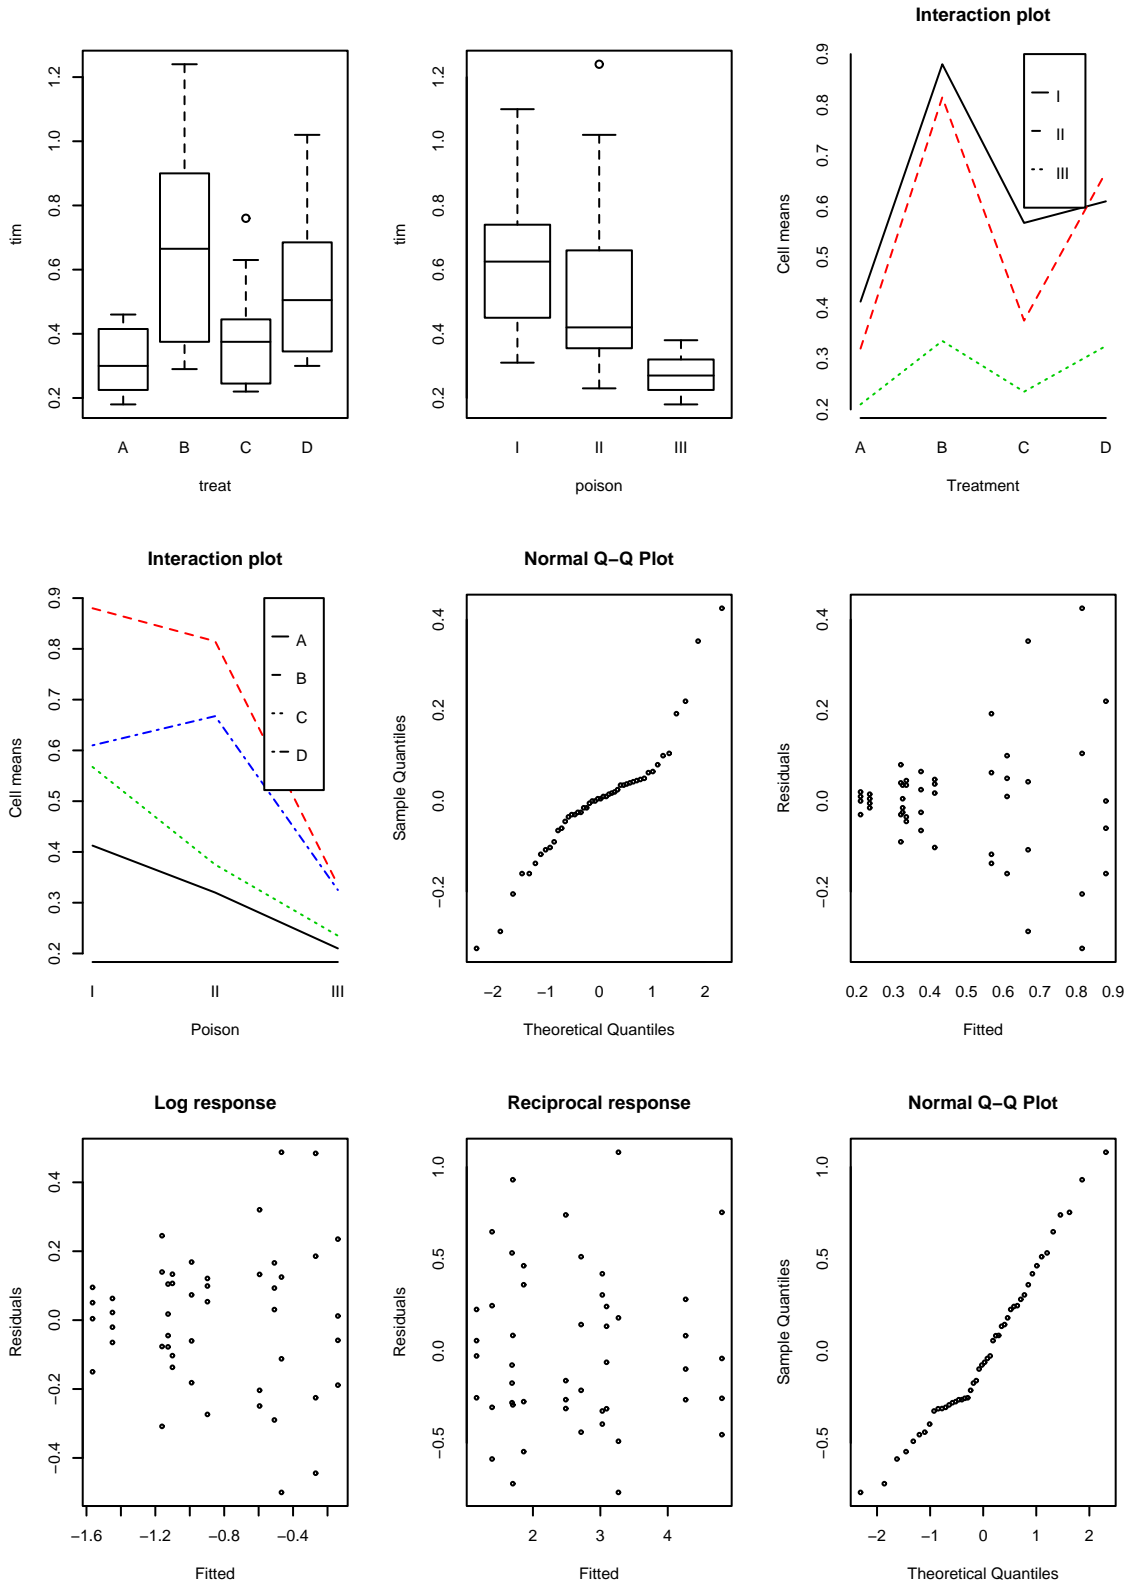 tim
1.2
1.0
0.8
0.6
0.4
0.2
A B C D
treat
tim
1.2
1.0
0.8
0.6
0.4
0.2
I II III
poison
Interaction plot
Cell means
0.9
0.8
0.7
0.6
0.5
0.4
0.3
0.2
I
II
III
A B C D
Treatment
Interaction plot
Cell means
0.9
0.8
0.7
0.6
0.5
0.4
0.3
0.2
A
B
C
D
I II III
Poison
Normal Q−Q Plot
Sample Quantiles
0.4
0.2
0.0
−0.2
−2 −1 0 1 2
Theoretical Quantiles
Residuals
0.4
0.2
0.0
−0.2
0.2 0.3 0.4 0.5 0.6 0.7 0.8 0.9
Fitted
Log response
Residuals
0.4
0.2
0.0
−0.2
−0.4
−1.6 −1.2 −0.8 −0.4
Fitted
Reciprocal response
Residuals
1.0
0.5
0.0
−0.5
2 3 4
Fitted
Normal Q−Q Plot
Sample Quantiles
1.0
0.5
0.0
−0.5
−2 −1 0 1 2
Theoretical Quantiles